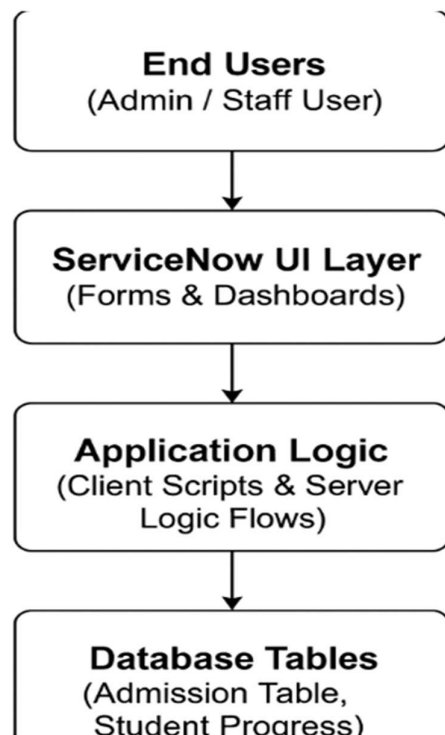 End Users
(Admin / Staff User)
ServiceNow UI Layer
(Forms & Dashboards)
Application Logic
(Client Scripts & Server
Logic Flows)
Database Tables
(Admission Table,
Student Progress)